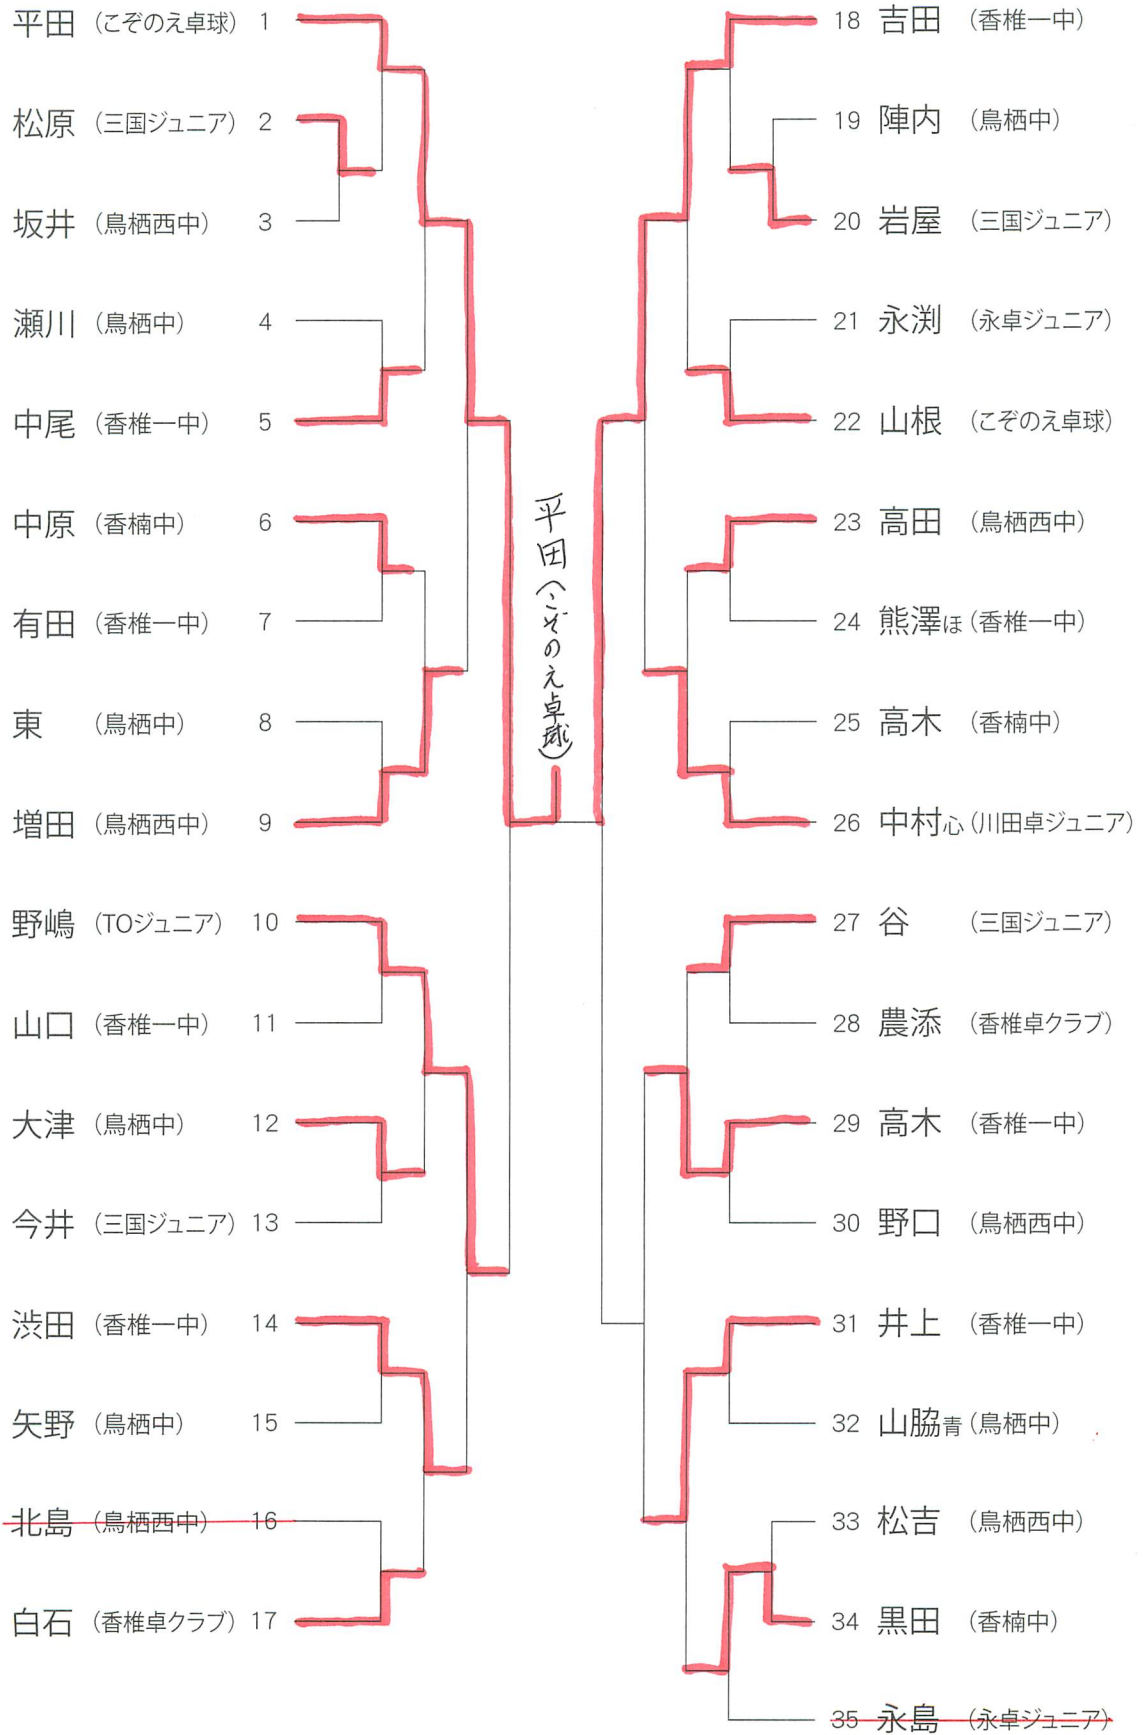 平田 (こぞのえ卓球) 1
松原 (三国ジュニア) 2
坂井 (鳥栖西中) 3
瀬川 (鳥栖中) 4
中尾 (香椎一中) 5
中原 (香楠中) 6
有田 (香椎一中) 7
東 (鳥栖中) 8
増田 (鳥栖西中) 9
野嶋 (TOジュニア) 10
山口 (香椎一中) 11
大津 (鳥栖中) 12
今井 (三国ジュニア) 13
渋田 (香椎一中) 14
矢野 (鳥栖中) 15
北島 (鳥栖西中) 16
白石 (香椎卓クラブ) 17
平田(こぞのえ卓球)
18 吉田 (香椎一中)
19 陣内 (鳥栖中)
20 岩屋 (三国ジュニア)
21 永渕 (永卓ジュニア)
22 山根 (こぞのえ卓球)
23 高田 (鳥栖西中)
24 熊澤ほ (香椎一中)
25 高木 (香楠中)
26 中村心 (川田卓ジュニア)
27 谷 (三国ジュニア)
28 農添 (香椎卓クラブ)
29 高木 (香椎一中)
30 野口 (鳥栖西中)
31 井上 (香椎一中)
32 山脇青 (鳥栖中)
33 松吉 (鳥栖西中)
34 黒田 (香楠中)
35 永島 (永卓ジュニア)